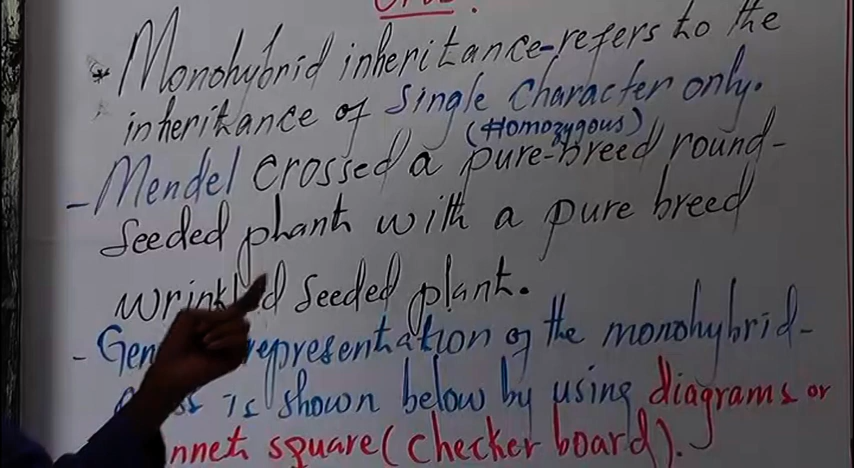 * Monohybrid inheritance-refers to the
inheritance of single character only.
(Homozygous)
- Mendel crossed a pure-breed round-
seeded plant with a pure breed
seeded plant.
- representation of the monohybrid-
is shown below by using diagrams or
square (checker board).